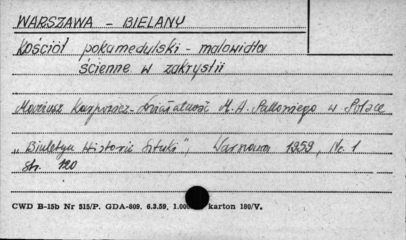 WARSZAWA - BIELANY
Kościół pokamedulski - malowidła
ścienne w zakrystii
Mariusz Karpowicz - Działalność M. A. Palloniego w Polsce
„Biuletyn Historii Sztuki", Warszawa 1959, Nr. 1
str. 120
CWD B-15b Nr 515/P. GDA-809. 6.3.59. 1.000 karton 180/V.